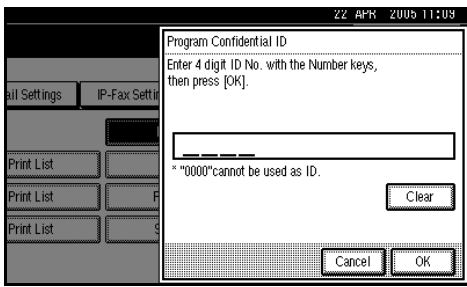 22 APR 2005 11:09
Program Confidential ID
Enter 4 digit ID No. with the Number keys,
then press [OK].
ail Settings
IP-Fax Settin
Print List
* "0000"cannot be used as ID.
Print List
F
Clear
Print List
S
Cancel
OK